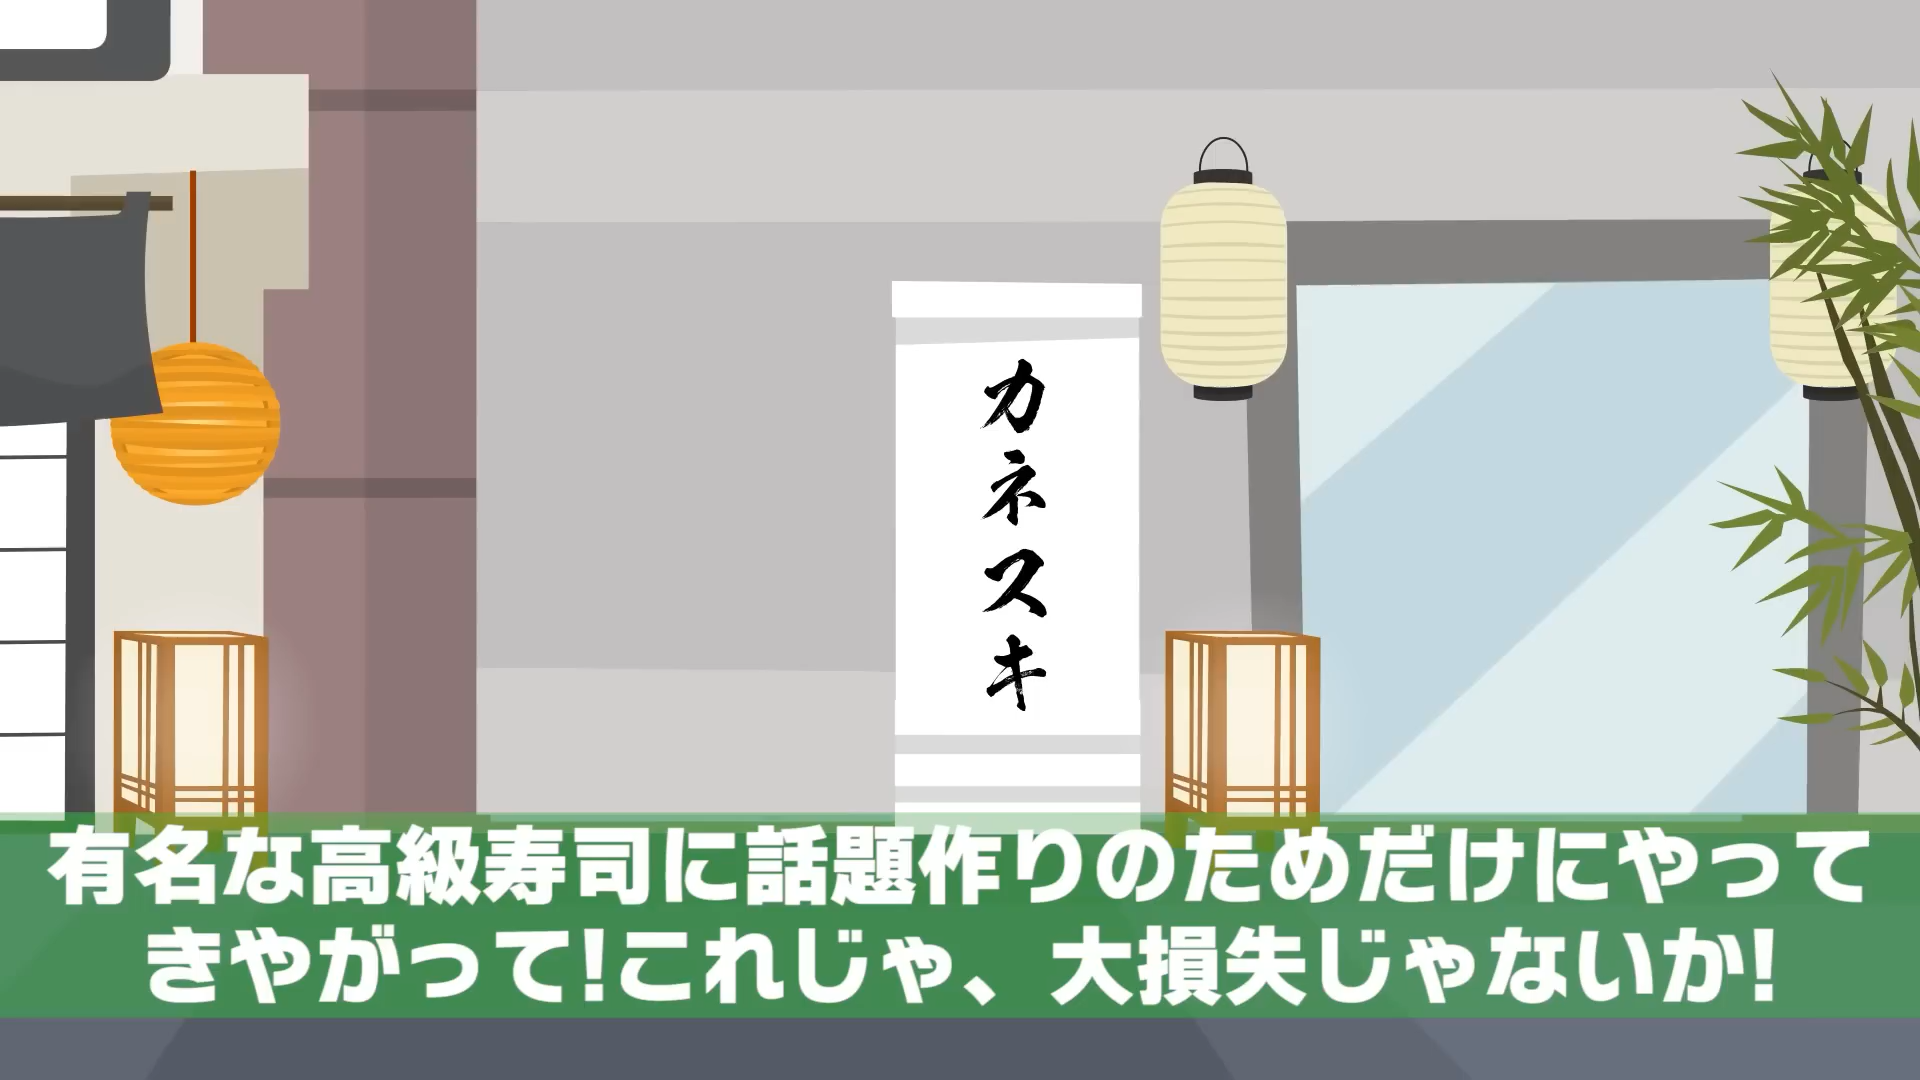 カネスキ
有名な高級寿司に話題作りのためだけにやって
きやがって!これじゃ、大損失じゃないか!